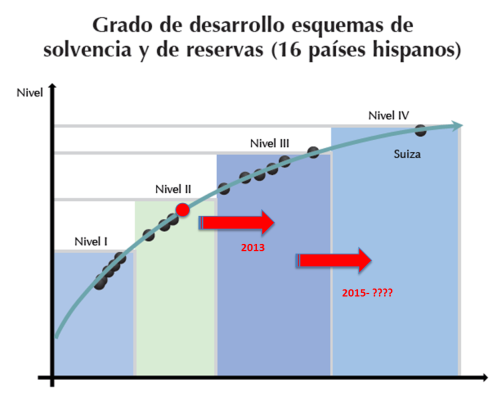 Grado de desarrollo esquemas de
solvencia y de reservas (16 países hispanos)
Nivel
Nivel IV
Nivel III
Suiza
Nivel II
Nivel I
2013
2015- ????